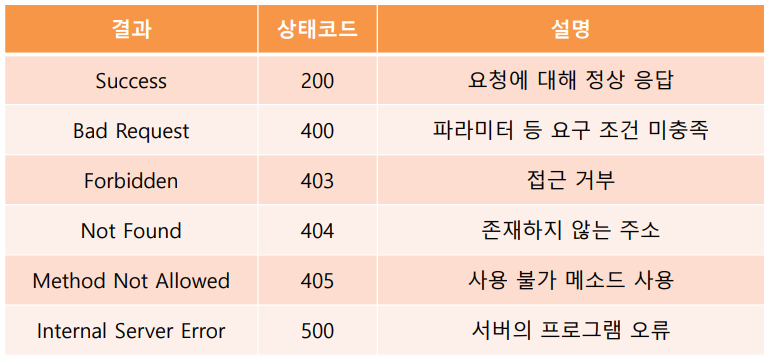 결과 상태코드 설명
Success 200 요청에 대해 정상 응답
Bad Request 400 파라미터 등 요구 조건 미충족
Forbidden 403 접근 거부
Not Found 404 존재하지 않는 주소
Method Not Allowed 405 사용 불가 메소드 사용
Internal Server Error 500 서버의 프로그램 오류